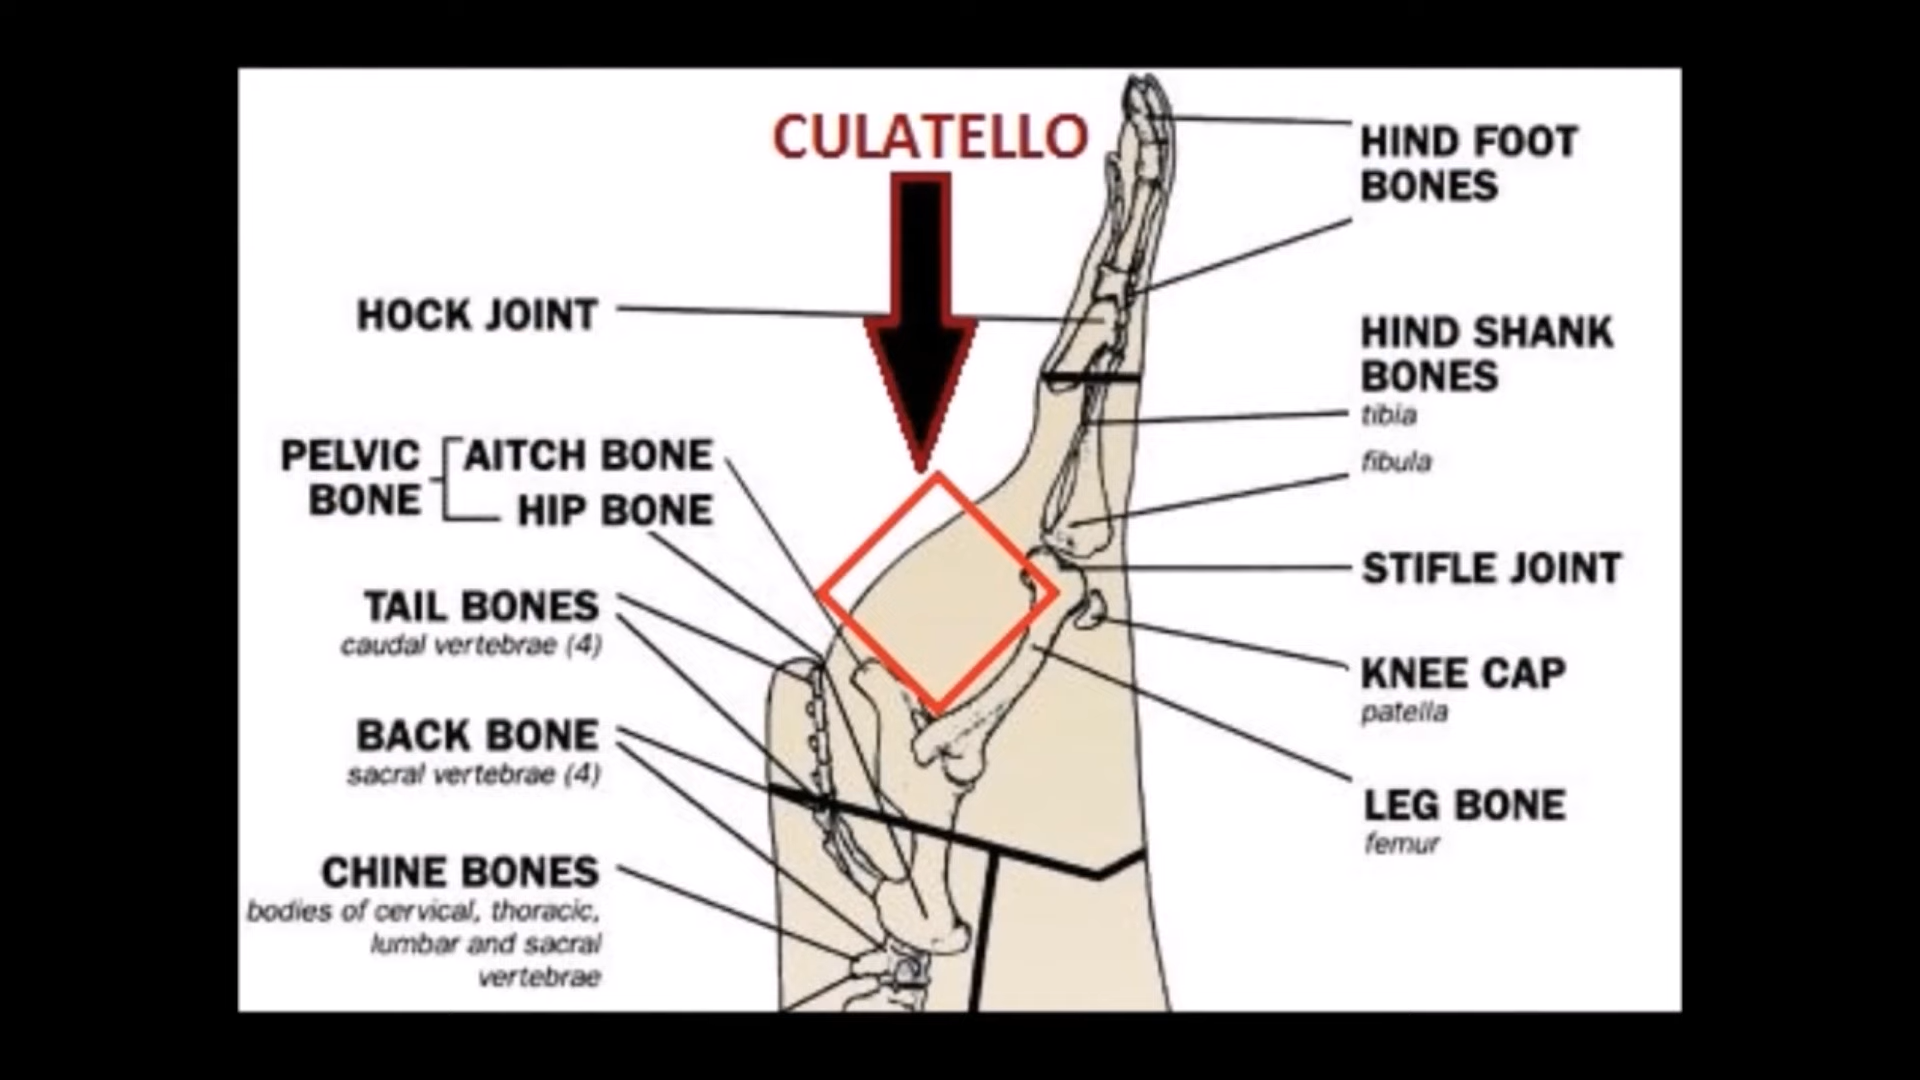 CULATELLO
HIND FOOT
BONES
HOCK JOINT
HIND SHANK
BONES
tibia
fibula
PELVIC
BONE
AITCH BONE
HIP BONE
STIFLE JOINT
TAIL BONES
caudal vertebrae (4)
KNEE CAP
patella
BACK BONE
sacral vertebrae (4)
LEG BONE
femur
CHINE BONES
bodies of cervical, thoracic,
lumbar and sacral
vertebrae